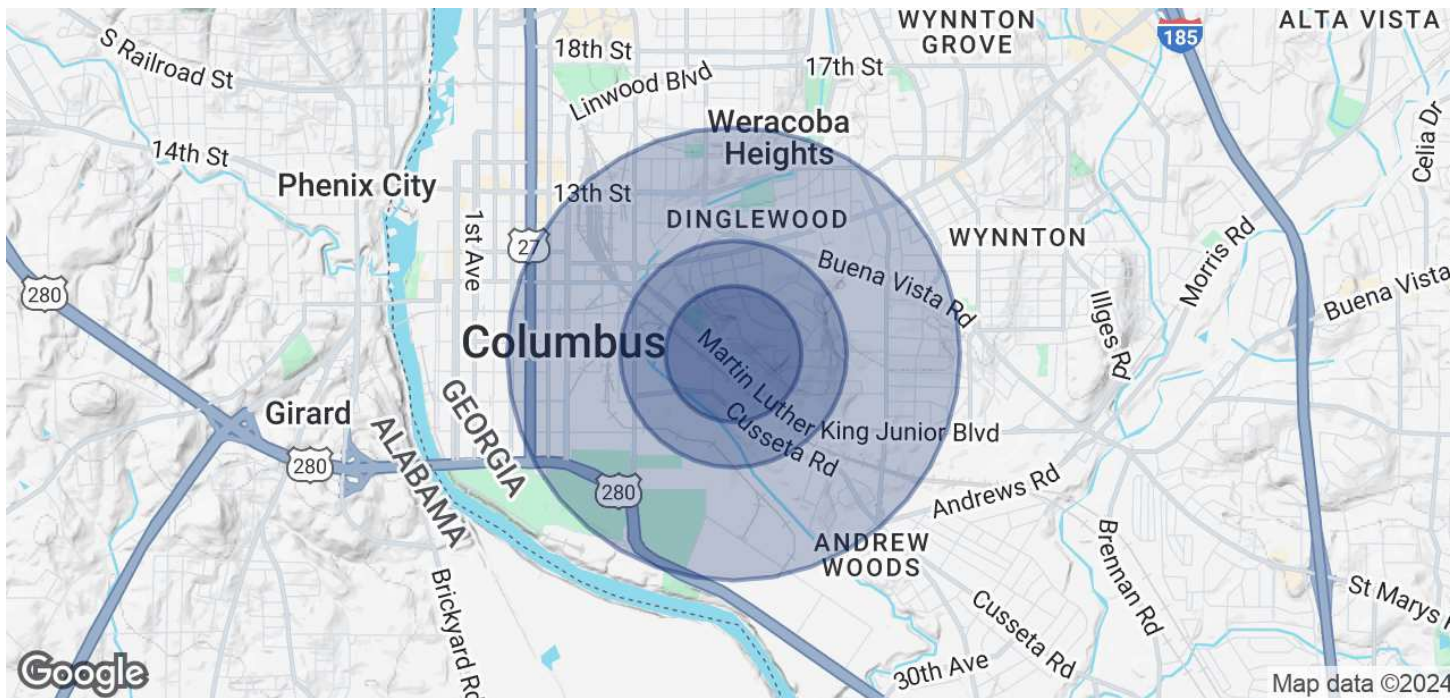 WYNNTON
GROVE
ALTA VISTA
185
S Railroad St
18th St
17th St
Linwood Blvd
Weracoba
Heights
Celia Dr
14th St
Phenix City
13th St
1st Ave
27
DINGLEWOOD
WYNNTON
Morris Rd
280
Buena Vista Rd
Buena Vista
Illges Rd
Columbus
Martin Luther King Junior Blvd
Girard
GEORGIA
ALABAMA
Cusseta Rd
280
280
Andrews Rd
ANDREW
WOODS
Brennan Rd
Brickyard Rd
Cusseta Rd
St Marys
30th Ave
Google
Map data ©2024